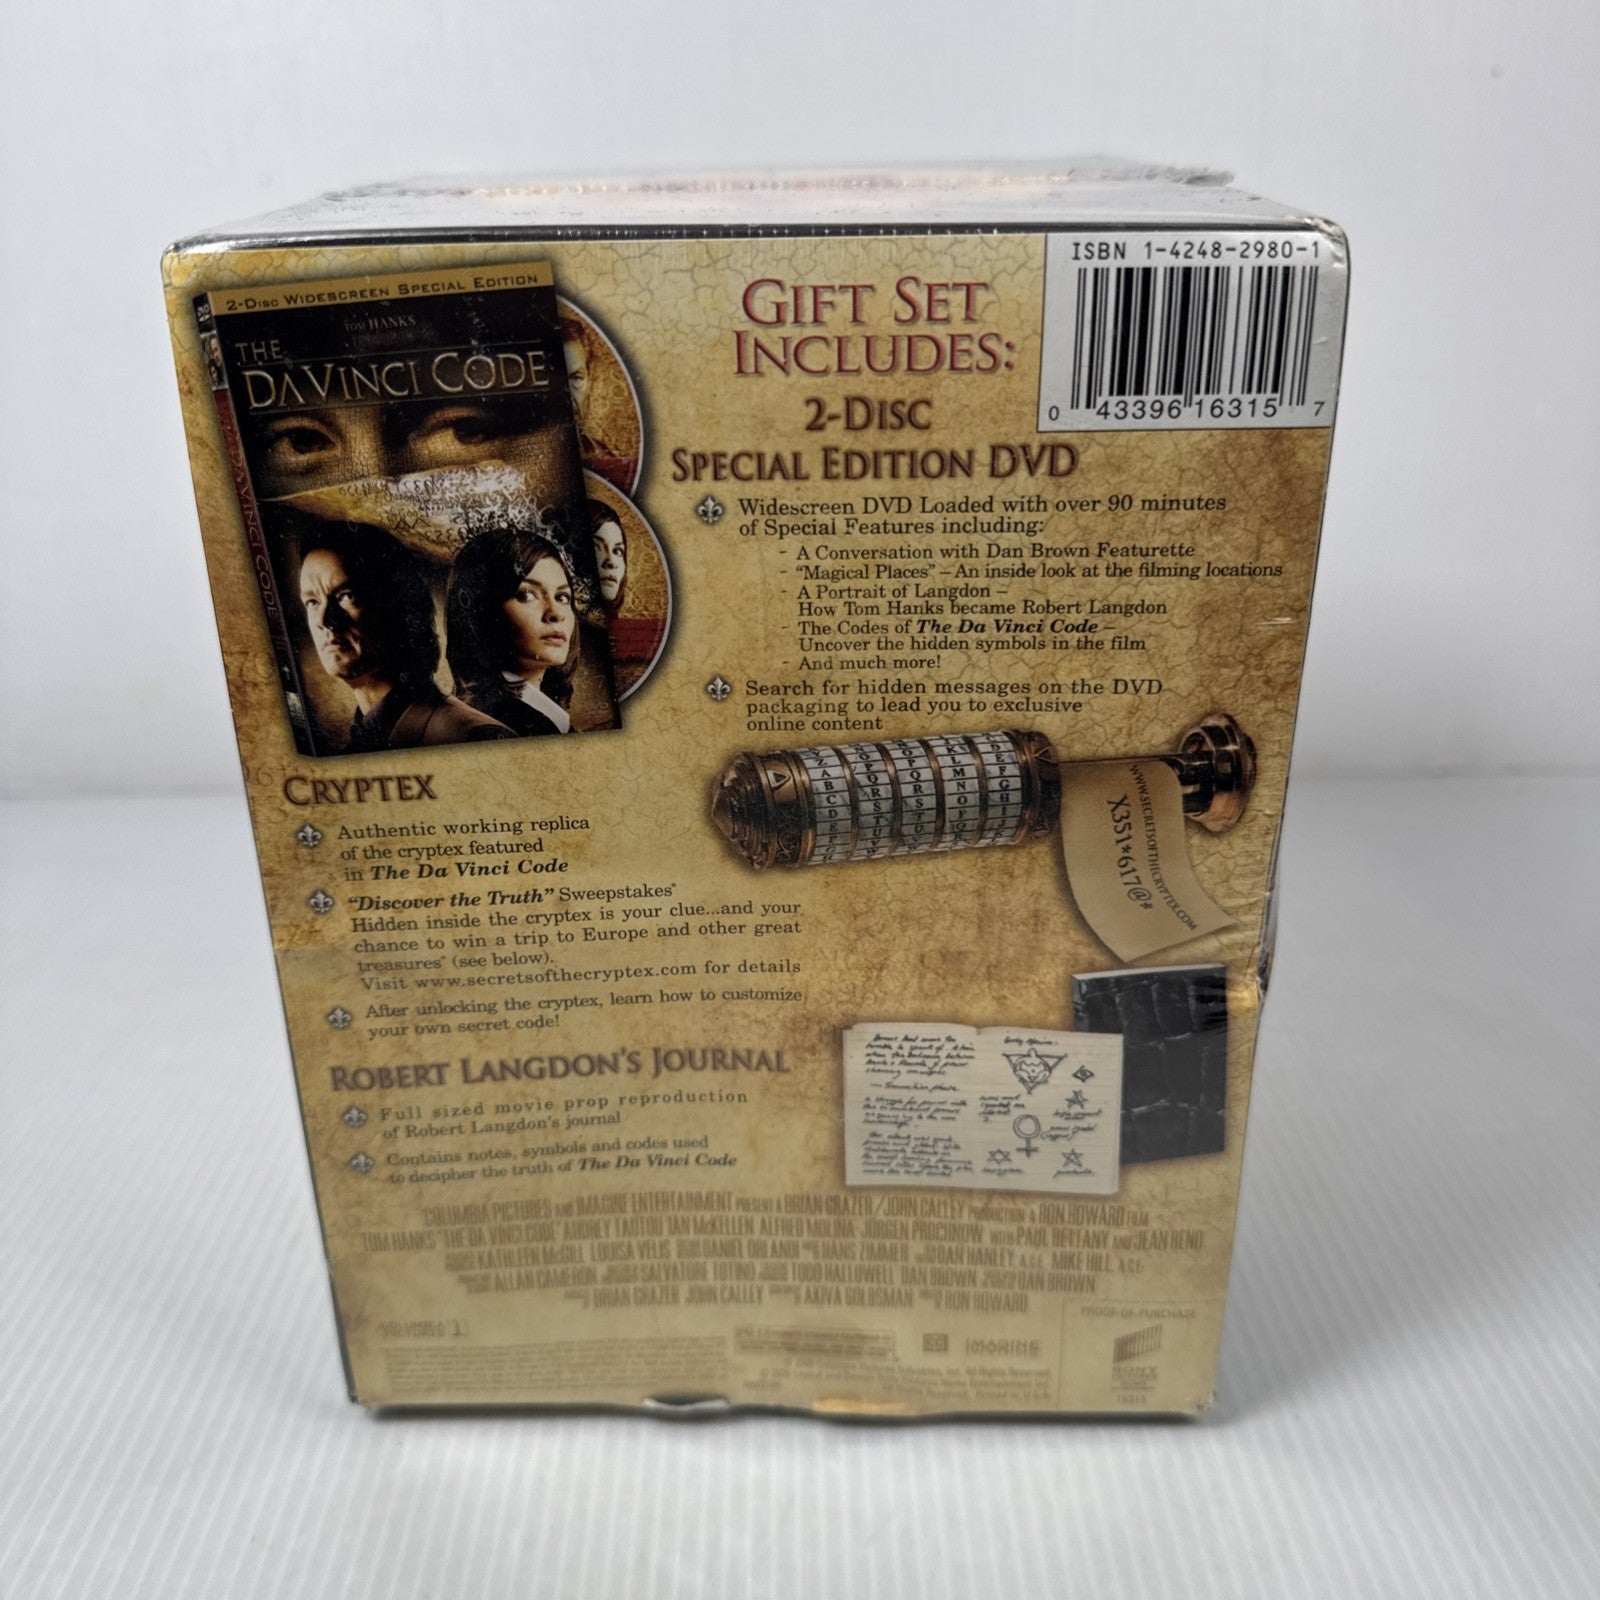 ISBN 1-4248-2980-1
0 43396 16315 7
2-DISC WIDESCREEN SPECIAL EDITION
TOM HANKS
THE
DA VINCI CODE
DA VINCI CODE
GIFT SET
INCLUDES:
2-DISC
SPECIAL EDITION DVD
Widescreen DVD Loaded with over 90 minutes
of Special Features including:
- A Conversation with Dan Brown Featurette
- "Magical Places" – An inside look at the filming locations
- A Portrait of Langdon –
How Tom Hanks became Robert Langdon
- The Codes of The Da Vinci Code –
Uncover the hidden symbols in the film
- And much more!
Search for hidden messages on the DVD
packaging to lead you to exclusive
online content
WWW.SECRETSOFTHECRYPTEX.COM
X351*617@*
CRYPTEX
Authentic working replica
of the cryptex featured
in The Da Vinci Code
"Discover the Truth" Sweepstakes*
Hidden inside the cryptex is your clue...and your
chance to win a trip to Europe and other great
treasures* (see below).
Visit www.secretsofthecryptex.com for details
After unlocking the cryptex, learn how to customize
your own secret code!
ROBERT LANGDON'S JOURNAL
Full sized movie prop reproduction
of Robert Langdon's journal
Contains notes, symbols and codes used
to decipher the truth of The Da Vinci Code
COLUMBIA PICTURES AND IMAGINE ENTERTAINMENT PRESENT A BRIAN GRAZER/JOHN CALLEY PRODUCTION A RON HOWARD FILM
TOM HANKS "THE DA VINCI CODE" AUDREY TAUTOU IAN McKELLEN ALFRED MOLINA JÜRGEN PROCHNOW WITH PAUL BETTANY AND JEAN RENO
KATHLEEN McGILL LOUISA VELIS DANIEL ORLANDI HANS ZIMMER DAN HANLEY A.C.E. MIKE HILL A.C.E.
ALLAN CAMERON SALVATORE TOTINO TODD HALLOWELL DAN BROWN DAN BROWN
BRIAN GRAZER JOHN CALLEY AKIVA GOLDSMAN RON HOWARD
COLUMBIA
PICTURES
IMAGINE
PROOF-OF-PURCHASE
SONY